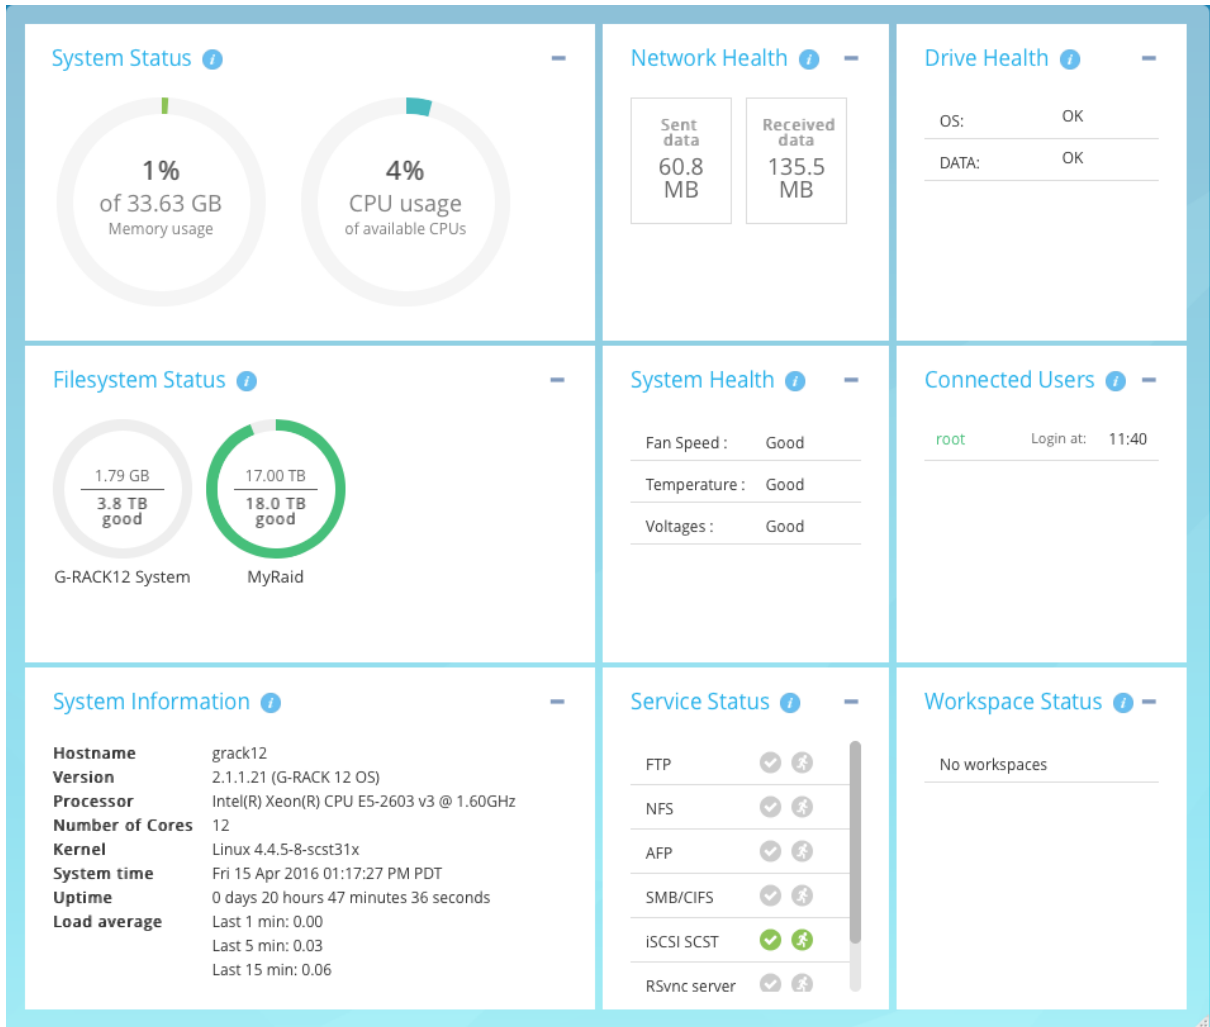 System Status
1%
of 33.63 GB
Memory usage
4%
CPU usage
of available CPUs
Network Health
Sent
data
60.8
MB
Received
data
135.5
MB
Drive Health
OS: OK
DATA: OK
Filesystem Status
1.79 GB
3.8 TB
good
G-RACK12 System
17.00 TB
18.0 TB
good
MyRaid
System Health
Fan Speed : Good
Temperature : Good
Voltages : Good
Connected Users
root Login at: 11:40
System Information
Hostname grack12
Version 2.1.1.21 (G-RACK 12 OS)
Processor Intel(R) Xeon(R) CPU E5-2603 v3 @ 1.60GHz
Number of Cores 12
Kernel Linux 4.4.5-8-scst31x
System time Fri 15 Apr 2016 01:17:27 PM PDT
Uptime 0 days 20 hours 47 minutes 36 seconds
Load average Last 1 min: 0.00
Last 5 min: 0.03
Last 15 min: 0.06
Service Status
FTP
NFS
AFP
SMB/CIFS
iSCSI SCST
RSync server
Workspace Status
No workspaces